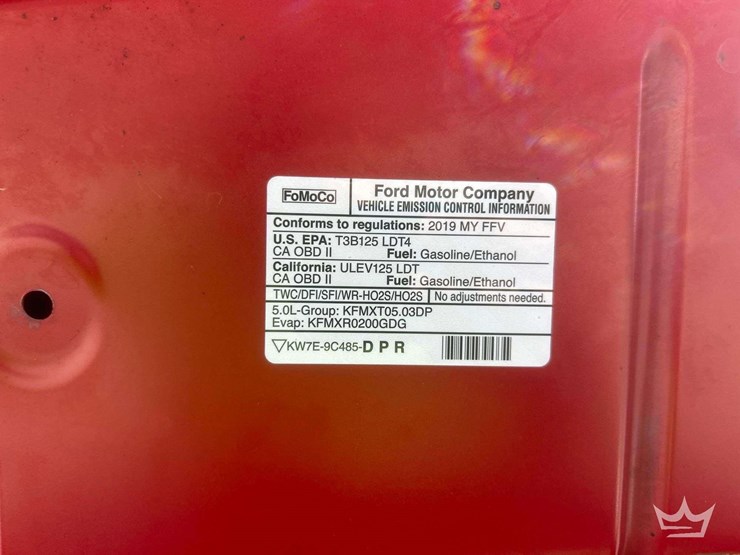 FoMoCo
Ford Motor Company
VEHICLE EMISSION CONTROL INFORMATION
Conforms to regulations: 2019 MY FFV
U.S. EPA: T3B125 LDT4
CA OBD II Fuel: Gasoline/Ethanol
California: ULEV125 LDT
CA OBD II Fuel: Gasoline/Ethanol
TWC/DFI/SFI/WR-HO2S/HO2S No adjustments needed.
5.0L-Group: KFMXT05.03DP
Evap: KFMXR0200GDG
▽KW7E-9C485-D P R